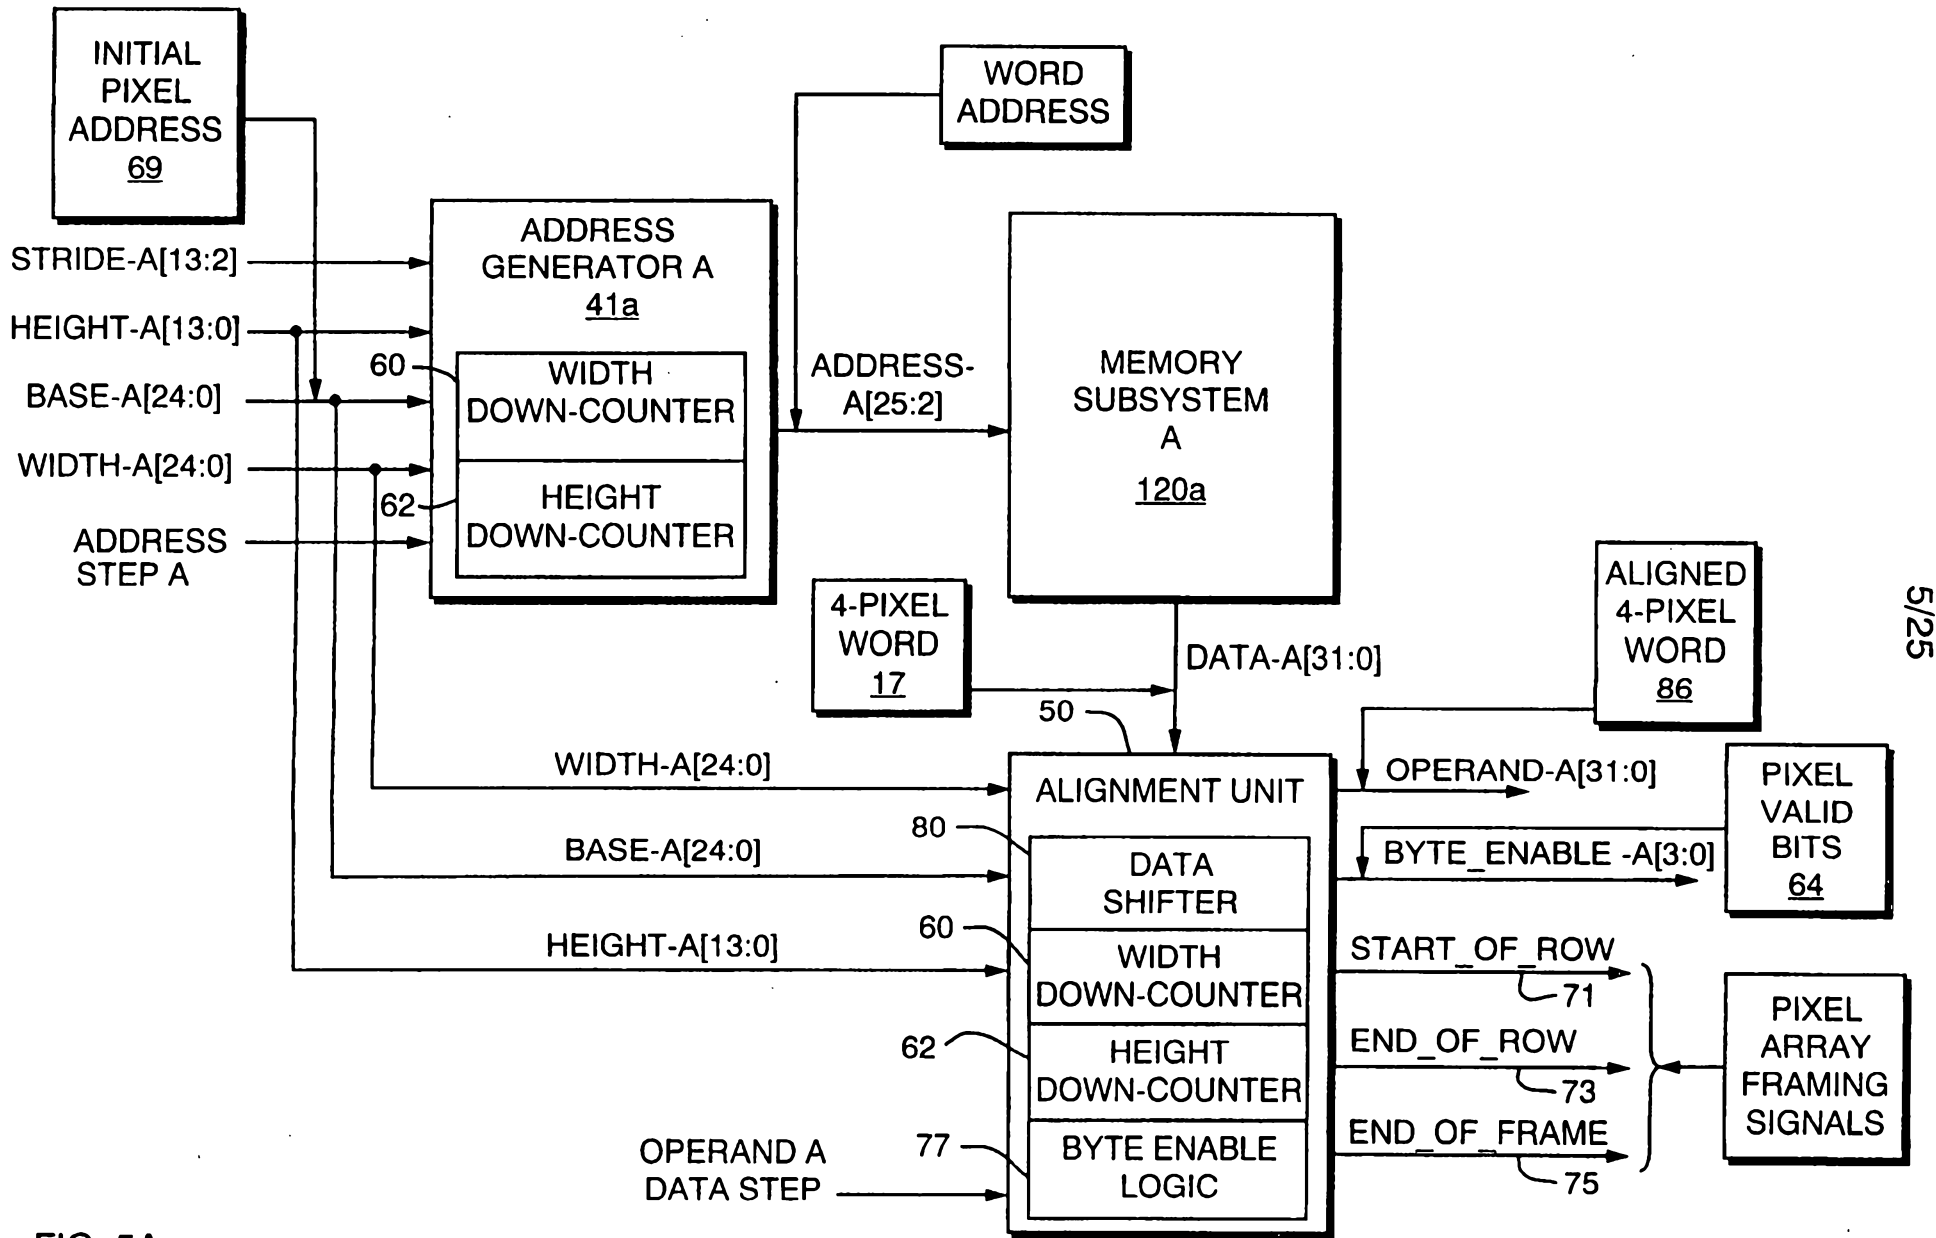 INITIAL
PIXEL
ADDRESS
69
WORD
ADDRESS
STRIDE-A[13:2]
HEIGHT-A[13:0]
BASE-A[24:0]
WIDTH-A[24:0]
ADDRESS
STEP A
ADDRESS
GENERATOR A
41a
60
WIDTH
DOWN-COUNTER
62
HEIGHT
DOWN-COUNTER
ADDRESS-
A[25:2]
MEMORY
SUBSYSTEM
A
120a
4-PIXEL
WORD
17
DATA-A[31:0]
ALIGNED
4-PIXEL
WORD
86
5/25
50
WIDTH-A[24:0]
BASE-A[24:0]
HEIGHT-A[13:0]
OPERAND A
DATA STEP
ALIGNMENT UNIT
80
DATA
SHIFTER
60
WIDTH
DOWN-COUNTER
62
HEIGHT
DOWN-COUNTER
77
BYTE ENABLE
LOGIC
OPERAND-A[31:0]
BYTE_ENABLE -A[3:0]
PIXEL
VALID
BITS
64
START_OF_ROW
71
END_OF_ROW
73
END_OF_FRAME
75
PIXEL
ARRAY
FRAMING
SIGNALS
FIG. 5A